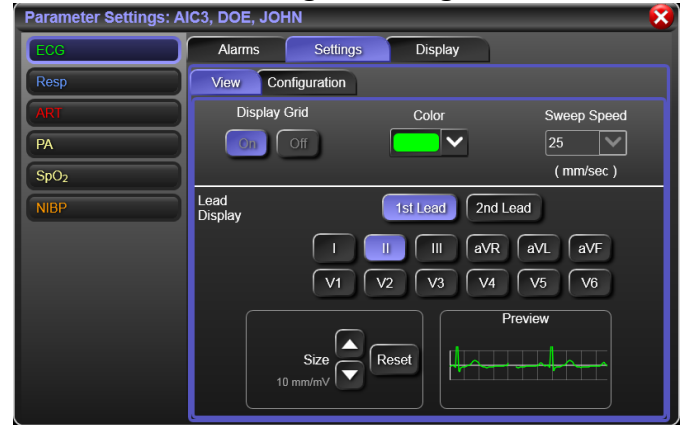 Parameter Settings: AIC3, DOE, JOHN
ECG
Resp
ART
PA
SpO₂
NIBP
Alarms Settings Display
View Configuration
Display Grid Color Sweep Speed
On Off 25
( mm/sec )
Lead
Display
1st Lead 2nd Lead
I II III aVR aVL aVF
V1 V2 V3 V4 V5 V6
Size
10 mm/mV
Reset
Preview